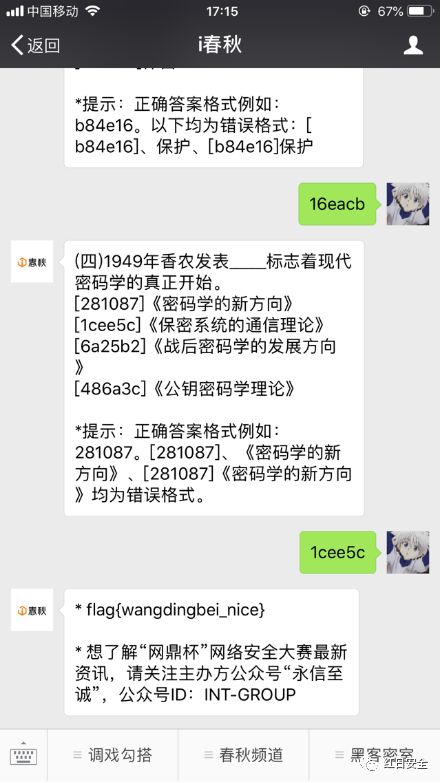 中国移动 17:15 67%
返回 i春秋
*提示：正确答案格式例如：
b84e16。以下均为错误格式：[
b84e16]、保护、[b84e16]保护
16eacb
春秋
(四)1949年香农发表____标志着现代
密码学的真正开始。
[281087]《密码学的新方向》
[1cee5c]《保密系统的通信理论》
[6a25b2]《战后密码学的发展方向
》
[486a3c]《公钥密码学理论》
*提示：正确答案格式例如：
281087。[281087]、《密码学的新
方向》、[281087]《密码学的新方向
》均为错误格式。
1cee5c
春秋
* flag{wangdingbei_nice}
* 想了解“网鼎杯”网络安全大赛最新
资讯，请关注主办方公众号“永信至
诚”，公众号ID：INT-GROUP
调戏勾搭 春秋频道 黑客密室
红日安全